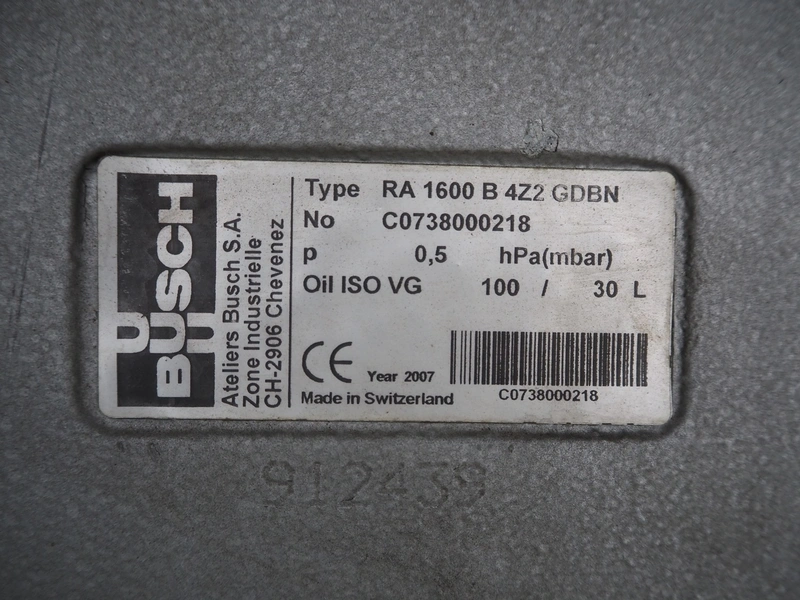 BUSCH
Ateliers Busch S.A.
Zone Industrielle
CH-2906 Chevenez
Type RA 1600 B 4Z2 GDBN
No C0738000218
p 0,5 hPa(mbar)
Oil ISO VG 100 / 30 L
CE Year 2007
Made in Switzerland
C0738000218
912439